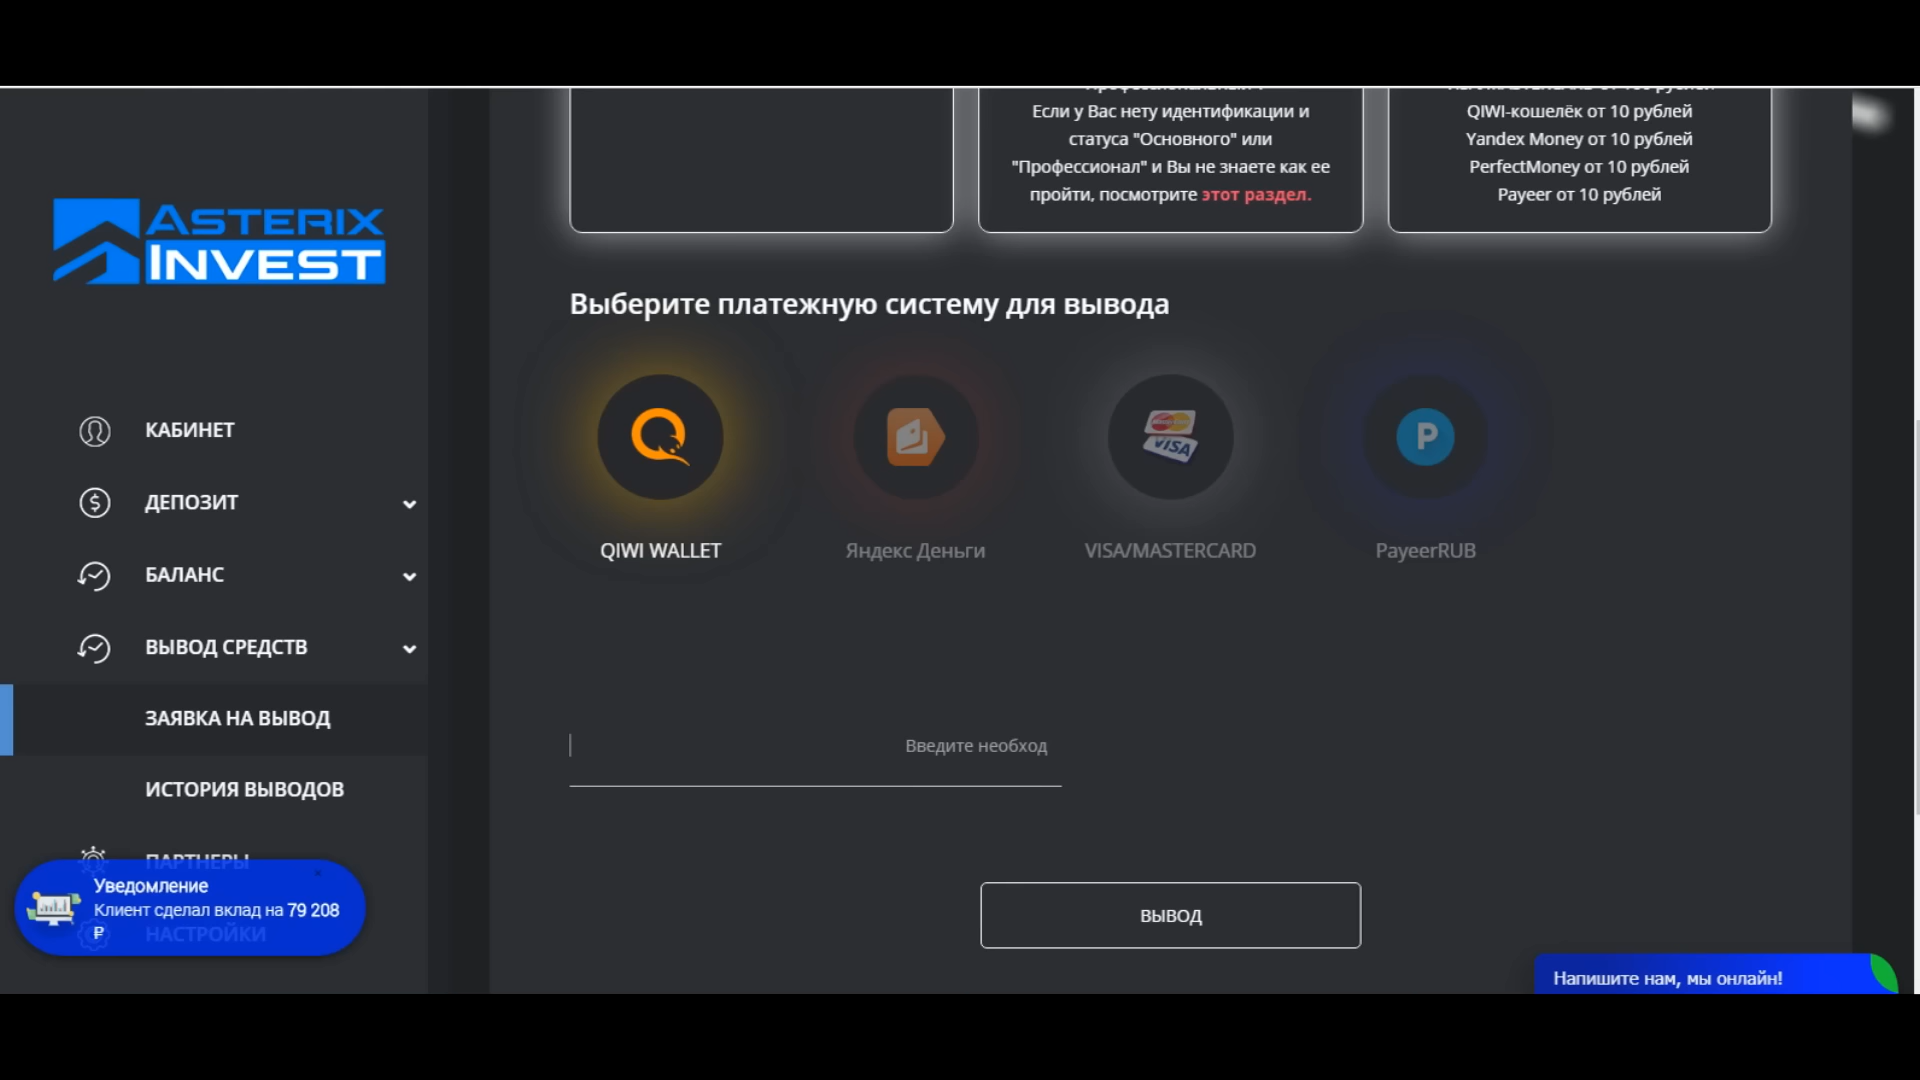 Если у Вас нету идентификации и
статуса "Основного" или
"Профессионал" и Вы не знаете как ее
пройти, посмотрите этот раздел.
QIWI-кошелёк от 10 рублей
Yandex Money от 10 рублей
PerfectMoney от 10 рублей
Payeer от 10 рублей
ASTERIX
INVEST
КАБИНЕТ
ДЕПОЗИТ
БАЛАНС
ВЫВОД СРЕДСТВ
ЗАЯВКА НА ВЫВОД
ИСТОРИЯ ВЫВОДОВ
ПАРТНЕРЫ
НАСТРОЙКИ
Уведомление
Клиент сделал вклад на 79 208
₽
Выберите платежную систему для вывода
QIWI WALLET
Яндекс Деньги
VISA/MASTERCARD
PayeerRUB
Введите необход
ВЫВОД
Напишите нам, мы онлайн!